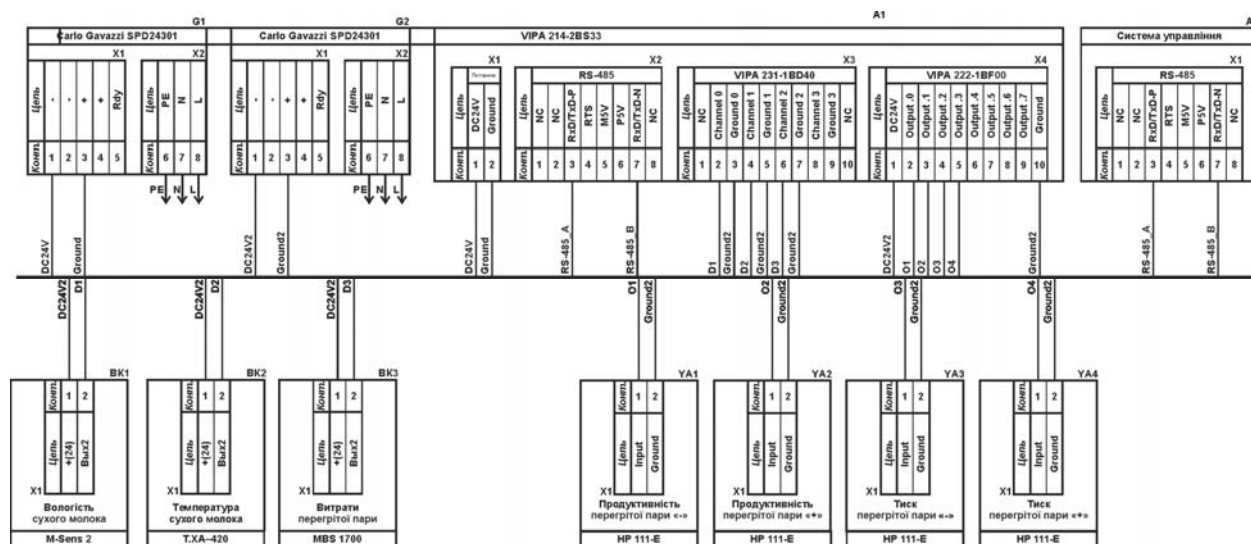 G1
G2
A1
A
Carlo Gavazzi SPD24301
Carlo Gavazzi SPD24301
VIPA 214-2BS33
Система управління
X1
X2
X1
X2
X1
X2
X3
X4
X1
Питание
RS-485
VIPA 231-1BD40
VIPA 222-1BF00
RS-485
Цепь - - + + Rdy
Конт. 1 2 3 4 5
Цепь PE N L
Конт. 6 7 8
Цепь - - + + Rdy
Конт. 1 2 3 4 5
Цепь PE N L
Конт. 6 7 8
Цепь DC24V Ground
Конт. 1 2
Цепь NC NC RxD/TxD-P RTS M5V P5V RxD/TxD-N NC
Конт. 1 2 3 4 5 6 7 8
Цепь NC Channel 0 Ground 0 Channel 1 Ground 1 Channel 2 Ground 2 Channel 3 Ground 3 NC
Конт. 1 2 3 4 5 6 7 8 9 10
Цепь DC24V Output .0 Output .1 Output .2 Output .3 Output .4 Output .5 Output .6 Output .7 Ground
Конт. 1 2 3 4 5 6 7 8 9 10
Цепь NC NC RxD/TxD-P RTS M5V P5V RxD/TxD-N NC
Конт. 1 2 3 4 5 6 7 8
PE N L
PE N L
DC24V Ground
DC24V2 Ground2
DC24V Ground
RS-485_A RS-485_B
D1 Ground2 D2 Ground2 D3 Ground2
DC24V2 O1 O2 O3 O4 Ground2
RS-485_A RS-485_B
DC24V2 D1
DC24V2 D2
DC24V2 D3
O1 Ground2
O2 Ground2
O3 Ground2
O4 Ground2
BK1
BK2
BK3
YA1
YA2
YA3
YA4
Конт. 1 2
Цепь +(24) Вых2
X1
Вологість
сухого молока
M-Sens 2
Конт. 1 2
Цепь +(24) Вых2
X1
Температура
сухого молока
T.XA–420
Конт. 1 2
Цепь +(24) Вых2
X1
Витрати
перегрітої пари
MBS 1700
Конт. 1 2
Цепь Input Ground
X1
Продуктивність
перегрітої пари «-»
HP 111-E
Конт. 1 2
Цепь Input Ground
X1
Продуктивність
перегрітої пари «+»
HP 111-E
Конт. 1 2
Цепь Input Ground
X1
Тиск
перегрітої пари «-»
HP 111-E
Конт. 1 2
Цепь Input Ground
X1
Тиск
перегрітої пари «+»
HP 111-E